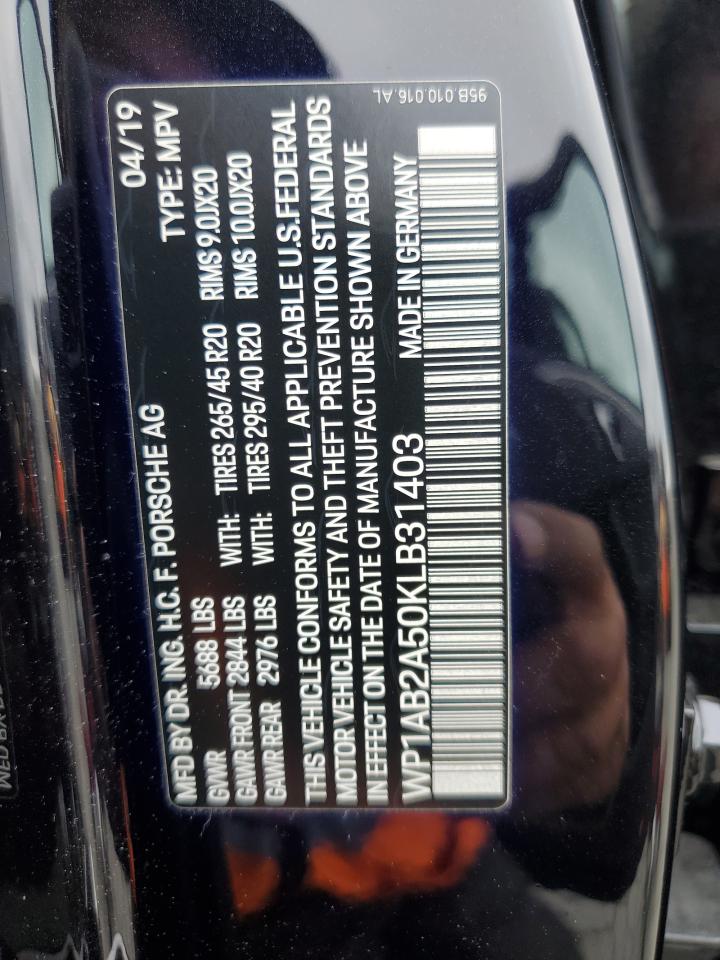 MFD BY DR. ING. H.C. F. PORSCHE AG 04/19
GVWR 5688 LBS TYPE: MPV
GAWR FRONT 2844 LBS WITH: TIRES 265/45 R20 RIMS 9.0JX20
GAWR-REAR 2976 LBS WITH: TIRES 295/40 R20 RIMS 10.0JX20
THIS VEHICLE CONFORMS TO ALL APPLICABLE U.S.FEDERAL
MOTOR VEHICLE SAFETY AND THEFT PREVENTION STANDARDS
IN EFFECT ON THE DATE OF MANUFACTURE SHOWN ABOVE
WP1AB2A50KLB31403 MADE IN GERMANY
95B.010.016.AL